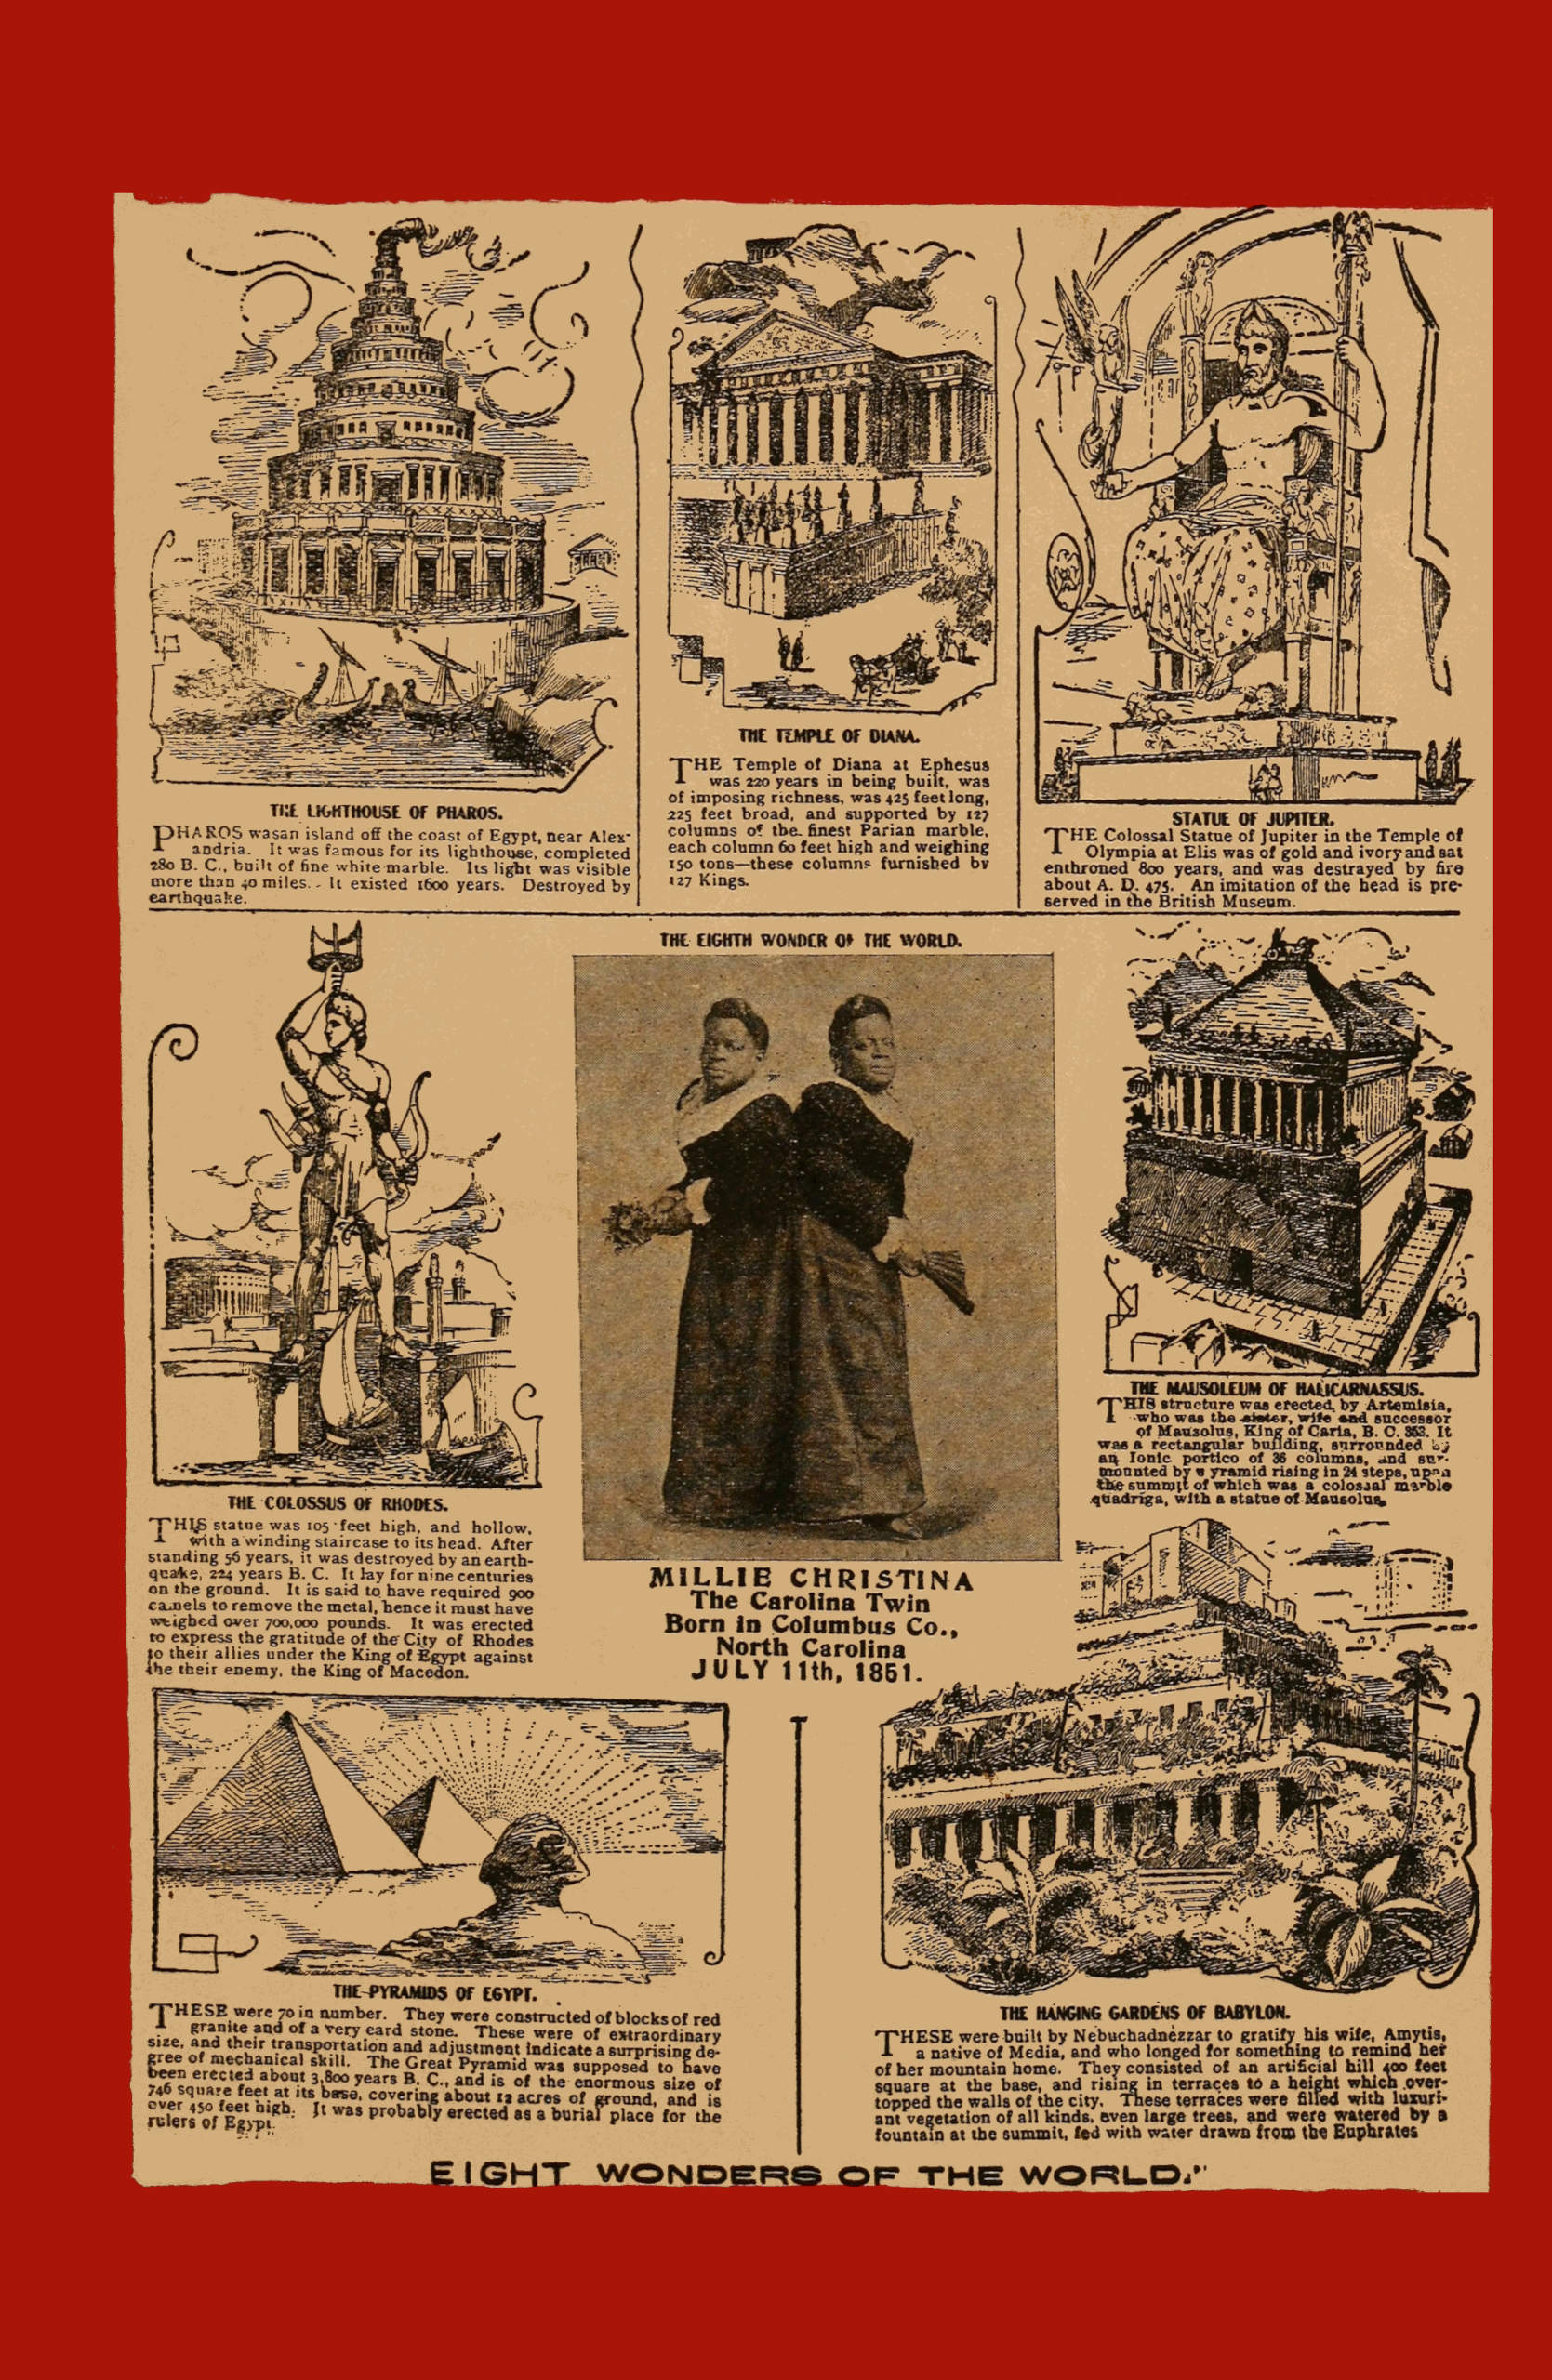 THE LIGHTHOUSE OF PHAROS.
PHAROS wasan island off the coast of Egypt, near Alex-
andria. It was famous for its lighthouse, completed
280 B. C., built of fine white marble. Its light was visible
more than 40 miles. It existed 1600 years. Destroyed by
earthquake.
THE TEMPLE OF DIANA.
THE Temple of Diana at Ephesus
was 220 years in being built, was
of imposing richness, was 425 feet long,
225 feet broad, and supported by 127
columns of the finest Parian marble,
each column 60 feet high and weighing
150 tons—these columns furnished by
127 Kings.
STATUE OF JUPITER.
THE Colossal Statue of Jupiter in the Temple of
Olympia at Elis was of gold and ivory and sat
enthroned 800 years, and was destrayed by fire
about A. D. 475. An imitation of the head is pre-
served in the British Museum.
THE EIGHTH WONDER OF THE WORLD.
THE COLOSSUS OF RHODES.
THIS statue was 105 feet high, and hollow,
with a winding staircase to its head. After
standing 56 years, it was destroyed by an earth-
quake, 224 years B. C. It lay for nine centuries
on the ground. It is said to have required 900
camels to remove the metal, hence it must have
weighed over 700,000 pounds. It was erected
to express the gratitude of the City of Rhodes
to their allies under the King of Egypt against
the their enemy, the King of Macedon.
MILLIE CHRISTINA
The Carolina Twin
Born in Columbus Co.,
North Carolina
JULY 11th, 1851.
THE MAUSOLEUM OF HALICARNASSUS.
THIS structure was erected by Artemisia,
who was the sister, wife and successor
of Mausolus, King of Caria, B. C. 353. It
was a rectangular building, surrounded by
an Ionic portico of 36 columns, and sur-
mounted by a yramid rising in 24 steps, upon
the summit of which was a colossal marble
quadriga, with a statue of Mausolus.
THE PYRAMIDS OF EGYPT.
THESE were 70 in number. They were constructed of blocks of red
granite and of a very eard stone. These were of extraordinary
size, and their transportation and adjustment indicate a surprising de-
gree of mechanical skill. The Great Pyramid was supposed to have
been erected about 3,800 years B. C., and is of the enormous size of
746 square feet at its base, covering about 12 acres of ground, and is
over 450 feet high. It was probably erected as a burial place for the
rulers of Egypt.
THE HANGING GARDENS OF BABYLON.
THESE were built by Nebuchadnezzar to gratify his wife, Amytis,
a native of Media, and who longed for something to remind her
of her mountain home. They consisted of an artificial hill 400 feet
square at the base, and rising in terraces to a height which over-
topped the walls of the city. These terraces were filled with luxuri-
ant vegetation of all kinds, even large trees, and were watered by a
fountain at the summit, fed with water drawn from the Euphrates
EIGHT WONDERS OF THE WORLD."